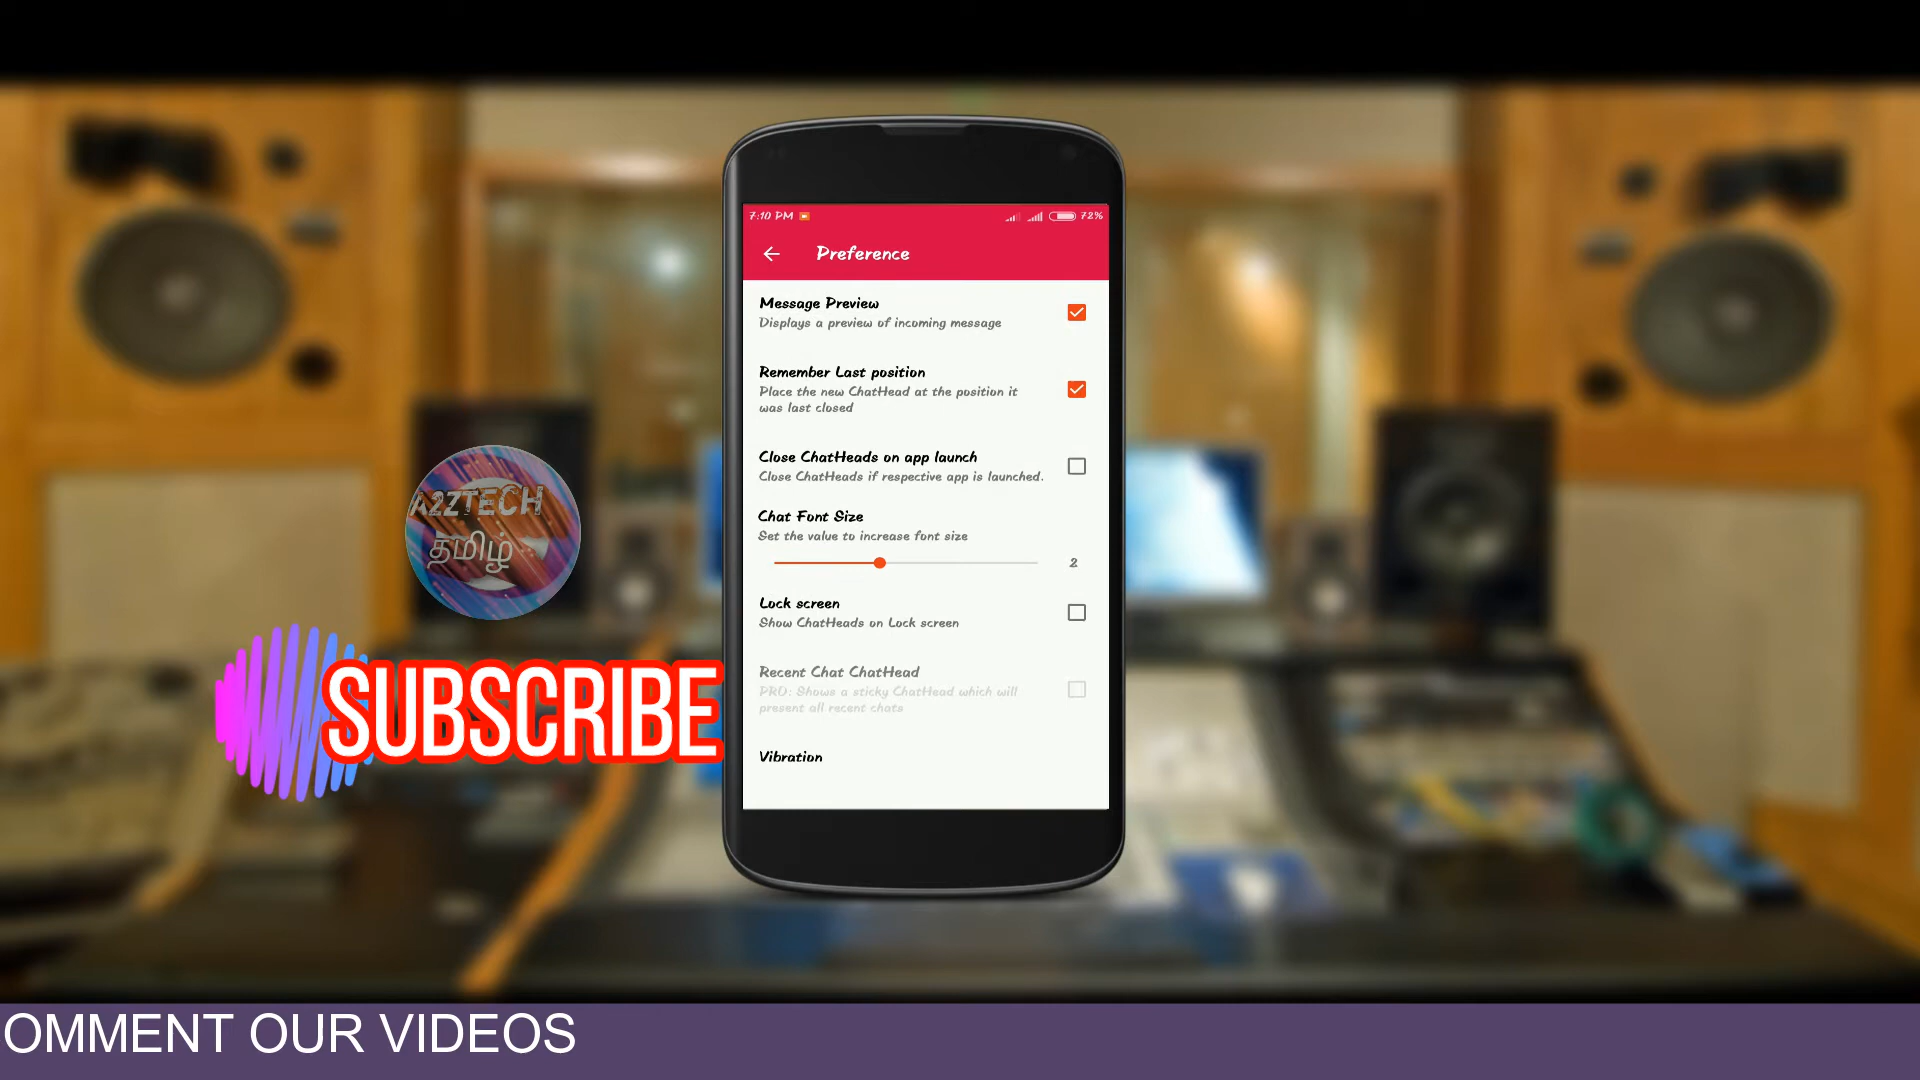 7:10 PM
72%
Preference
Message Preview
Displays a preview of incoming message
Remember Last position
Place the new ChatHead at the position it
was last closed
Close ChatHeads on app launch
Close ChatHeads if respective app is launched.
Chat Font Size
Set the value to increase font size
2
Lock screen
Show ChatHeads on Lock screen
Recent Chat ChatHead
PRO: Shows a sticky ChatHead which will
present all recent chats
Vibration
A2ZTECH
தமிழ்
SUBSCRIBE
OMMENT OUR VIDEOS